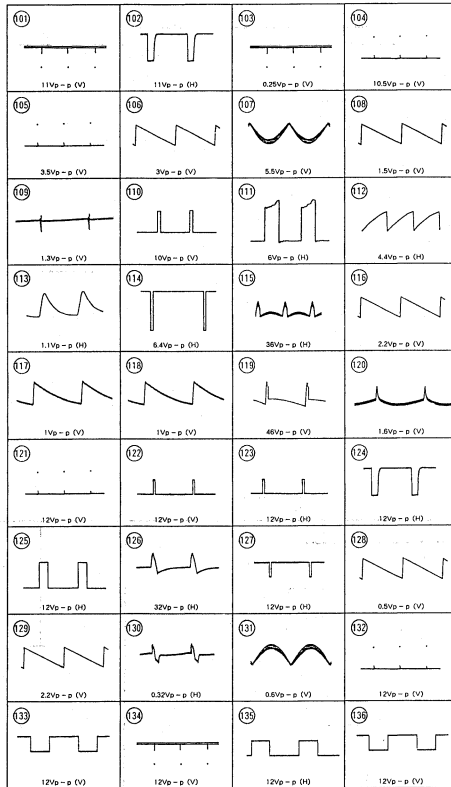 101 102 103 104
11Vp-p (V) 11Vp-p (H) 0.25Vp-p (V) 10.5Vp-p (V)
105 106 107 108
3.5Vp-p (V) 3Vp-p (V) 5.5Vp-p (V) 1.5Vp-p (V)
109 110 111 112
1.3Vp-p (V) 10Vp-p (V) 6Vp-p (H) 4.4Vp-p (H)
113 114 115 116
1.1Vp-p (H) 6.4Vp-p (H) 36Vp-p (H) 2.2Vp-p (V)
117 118 119 120
1Vp-p (V) 1Vp-p (V) 46Vp-p (V) 1.6Vp-p (V)
121 122 123 124
12Vp-p (V) 12Vp-p (V) 12Vp-p (H) 12Vp-p (H)
125 126 127 128
12Vp-p (H) 32Vp-p (H) 12Vp-p (H) 0.5Vp-p (V)
129 130 131 132
2.2Vp-p (V) 0.32Vp-p (H) 0.6Vp-p (V) 12Vp-p (V)
133 134 135 136
12Vp-p (V) 12Vp-p (V) 12Vp-p (H) 12Vp-p (V)